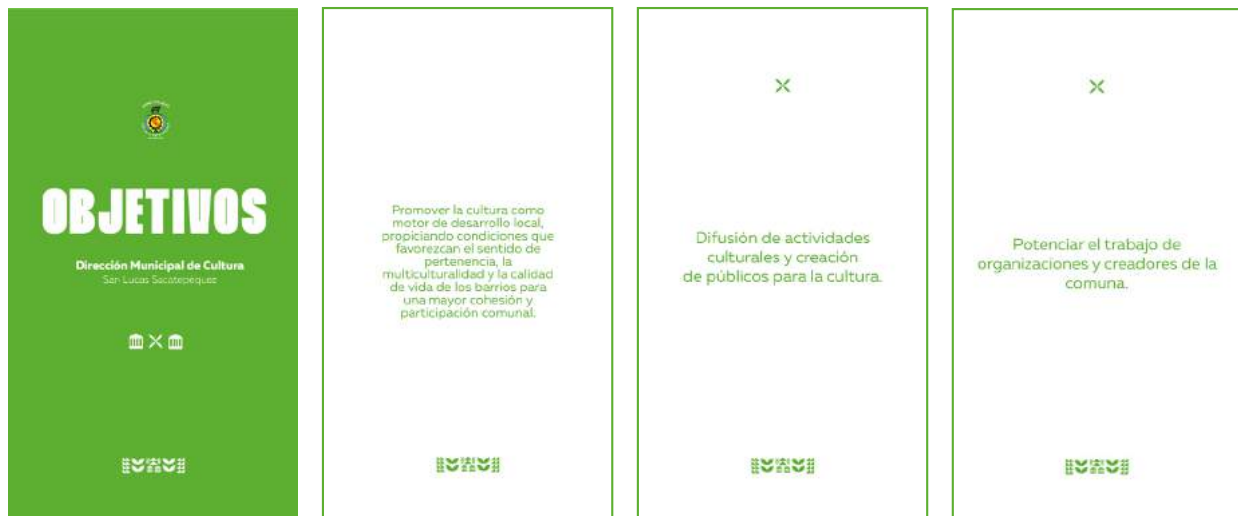 OBJETIVOS
Dirección Municipal de Cultura
San Lucas Sacatepéquez
Promover la cultura como
motor de desarrollo local,
propiciando condiciones que
favorezcan el sentido de
pertenencia, la
multiculturalidad y la calidad
de vida de los barrios para
una mayor cohesión y
participación comunal.
Difusión de actividades
culturales y creación
de públicos para la cultura.
Potenciar el trabajo de
organizaciones y creadores de la
comuna.